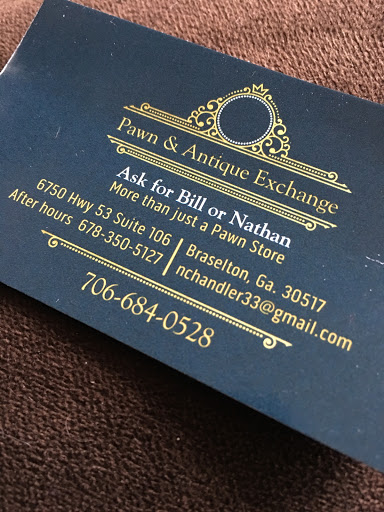 Pawn & Antique Exchange
Ask for Bill or Nathan
More than just a Pawn Store
6750 Hwy 53 Suite 106
After hours 678-350-5127
Braselton, Ga. 30517
nchandler33@gmail.com
706-684-0528